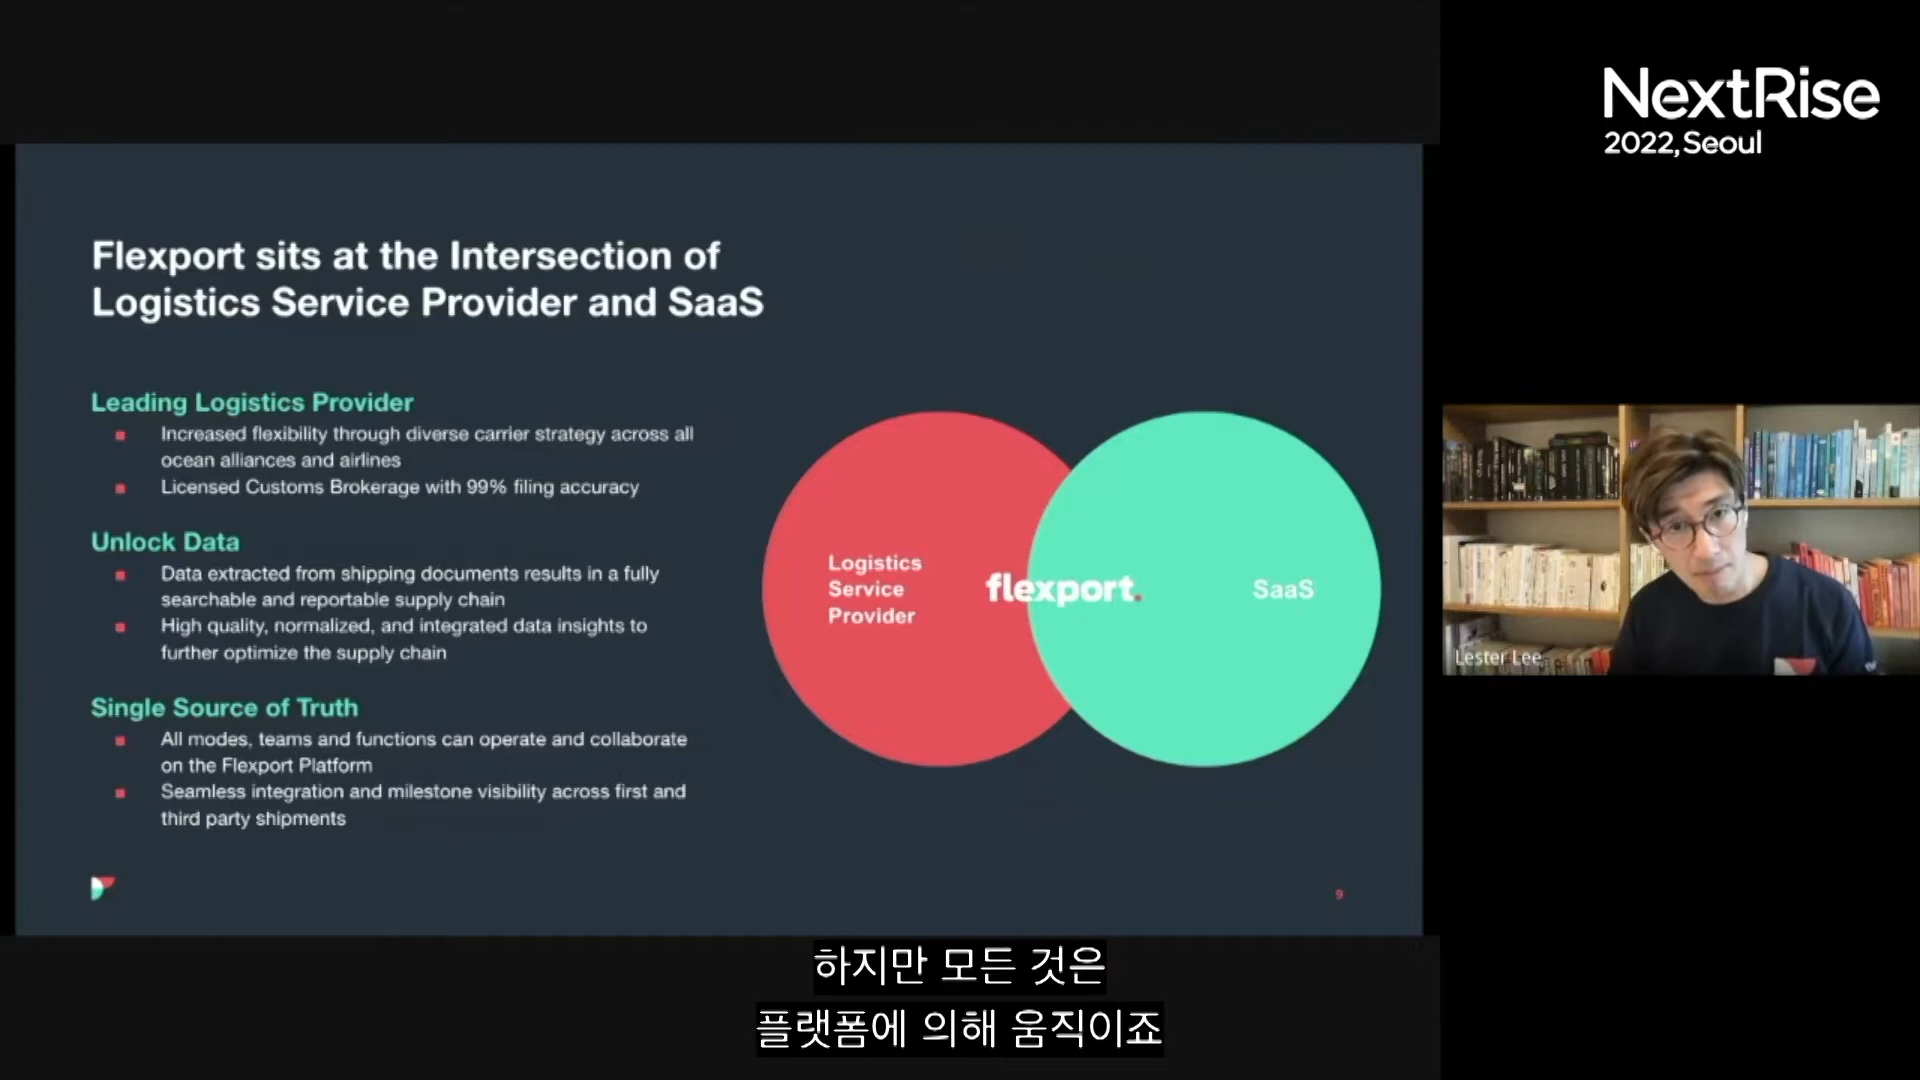 NextRise
2022, Seoul
Flexport sits at the Intersection of
Logistics Service Provider and SaaS
Leading Logistics Provider
Increased flexibility through diverse carrier strategy across all
ocean alliances and airlines
Licensed Customs Brokerage with 99% filing accuracy
Unlock Data
Data extracted from shipping documents results in a fully
searchable and reportable supply chain
High quality, normalized, and integrated data insights to
further optimize the supply chain
Single Source of Truth
All modes, teams and functions can operate and collaborate
on the Flexport Platform
Seamless integration and milestone visibility across first and
third party shipments
Logistics
Service
Provider
flexport.
SaaS
9
Lester Lee
하지만 모든 것은
플랫폼에 의해 움직이죠